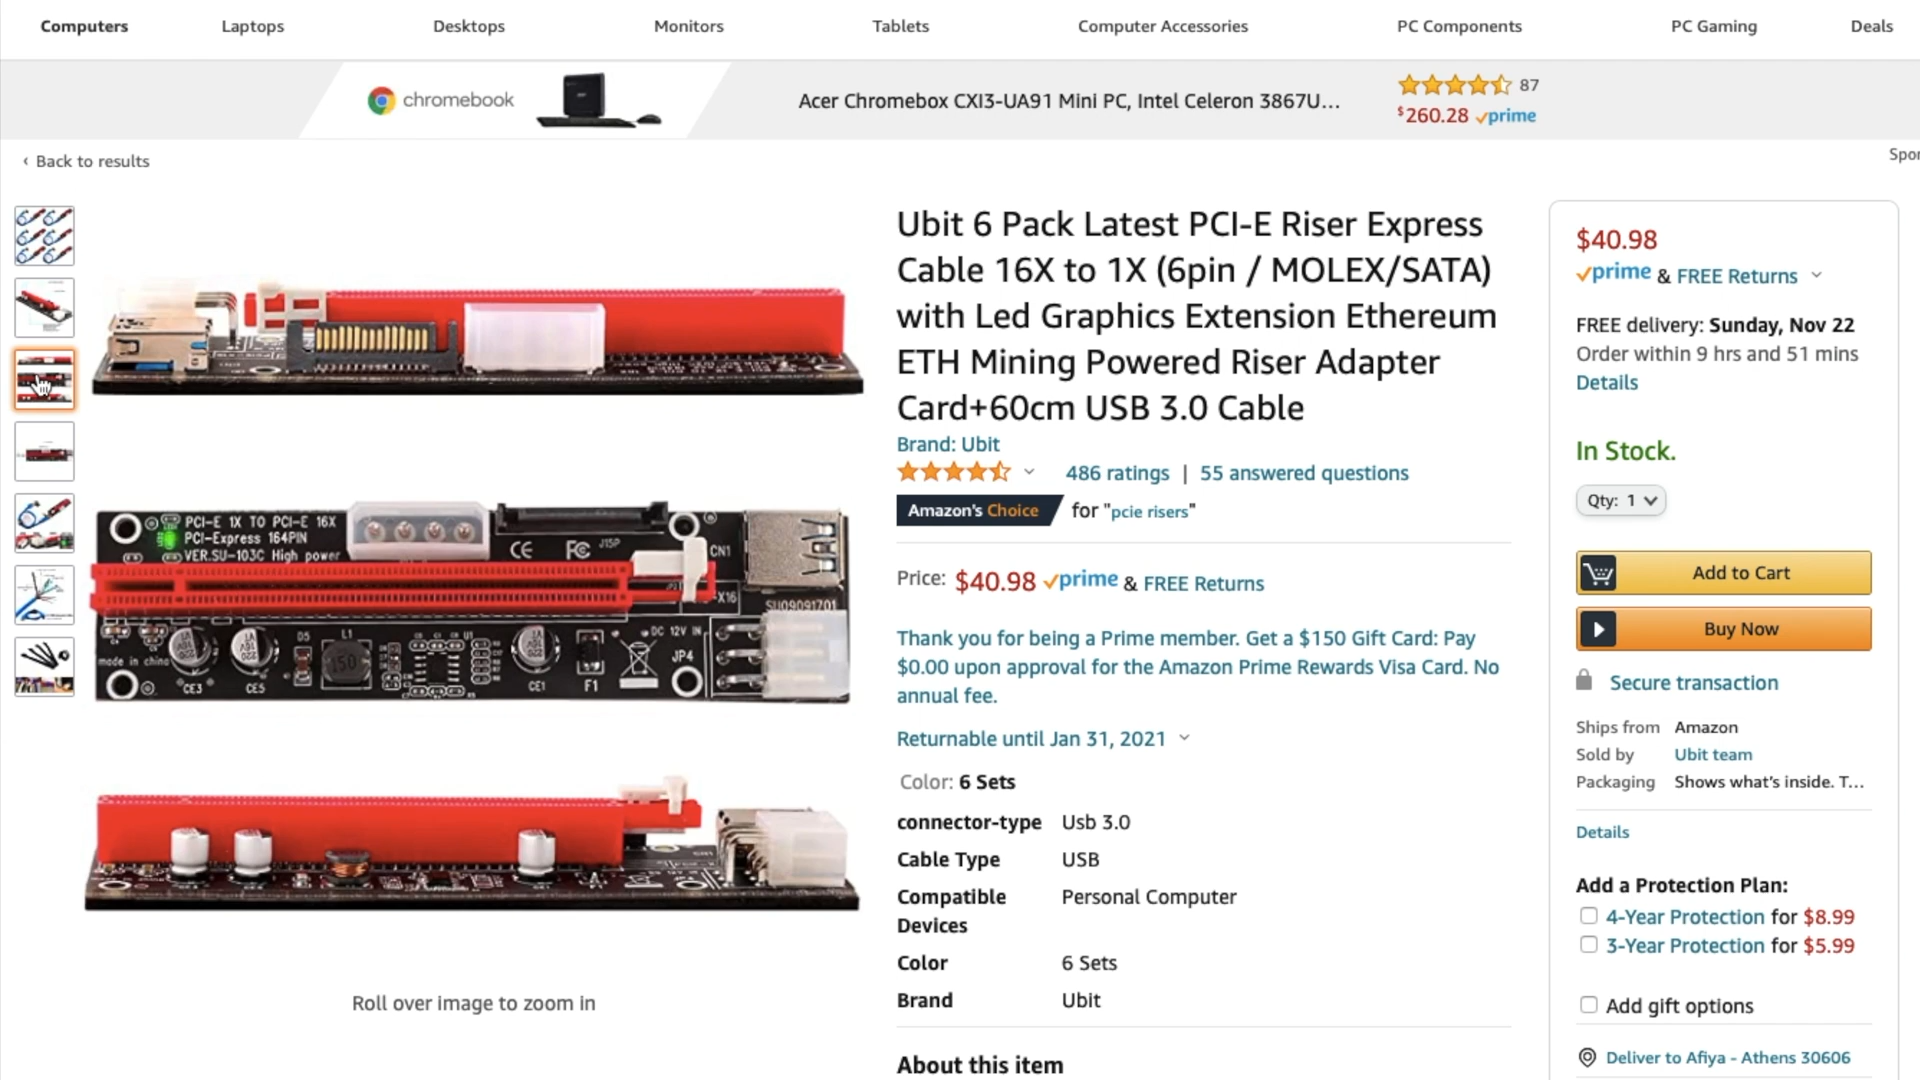 Computers Laptops Desktops Monitors Tablets Computer Accessories PC Components PC Gaming Deals
chromebook
Acer Chromebox CXI3-UA91 Mini PC, Intel Celeron 3867U...
87
$260.28 prime
‹ Back to results
Spor
Ubit 6 Pack Latest PCI-E Riser Express
Cable 16X to 1X (6pin / MOLEX/SATA)
with Led Graphics Extension Ethereum
ETH Mining Powered Riser Adapter
Card+60cm USB 3.0 Cable
Brand: Ubit
486 ratings | 55 answered questions
Amazon's Choice for "pcie risers"
Price: $40.98 prime & FREE Returns
Thank you for being a Prime member. Get a $150 Gift Card: Pay
$0.00 upon approval for the Amazon Prime Rewards Visa Card. No
annual fee.
Returnable until Jan 31, 2021
Color: 6 Sets
connector-type Usb 3.0
Cable Type USB
Compatible Devices Personal Computer
Color 6 Sets
Brand Ubit
About this item
PCI-E 1X TO PCI-E 16X
PCI-Express 164PIN
VER.SU-103C High power
CE FC J15P
CN1
X16
SU09091701
D5 L1 U1 DC 12V IN
150
JP4
made in china
CE3 CE5 CE1 F1
Roll over image to zoom in
$40.98
prime & FREE Returns
FREE delivery: Sunday, Nov 22
Order within 9 hrs and 51 mins
Details
In Stock.
Qty: 1
Add to Cart
Buy Now
Secure transaction
Ships from Amazon
Sold by Ubit team
Packaging Shows what's inside. T...
Details
Add a Protection Plan:
4-Year Protection for $8.99
3-Year Protection for $5.99
Add gift options
Deliver to Afiya - Athens 30606